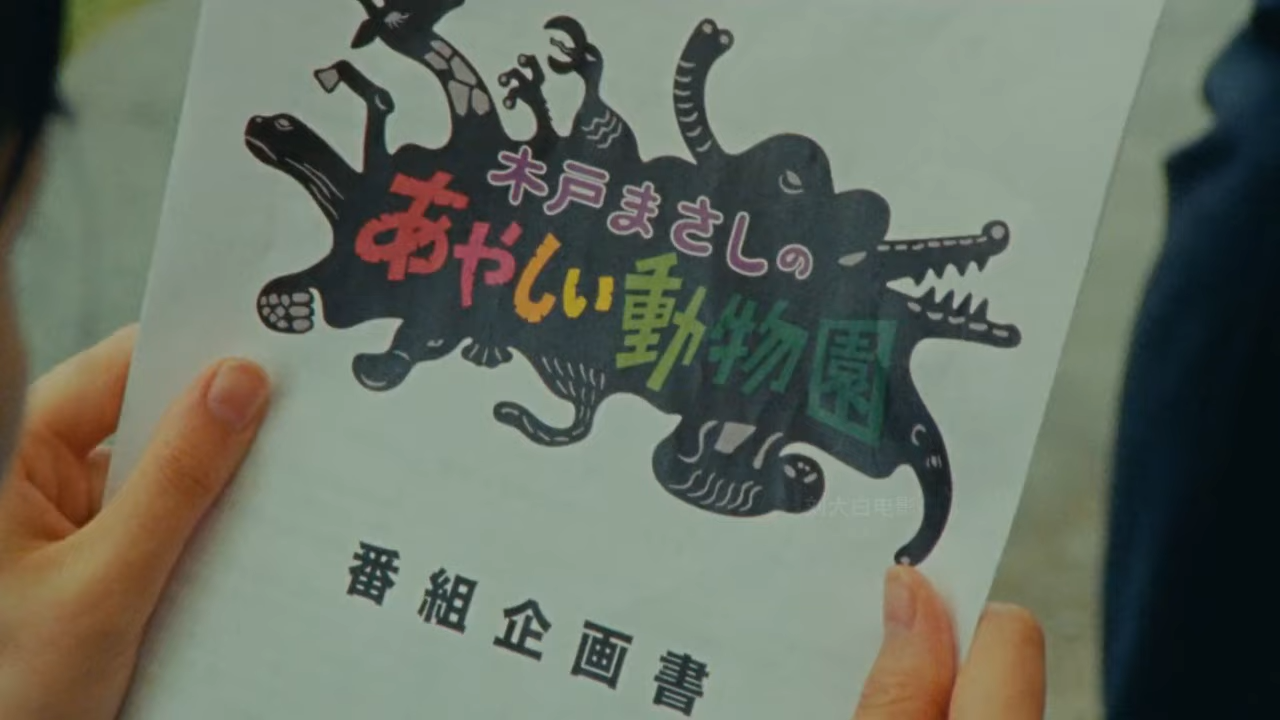 木戸まさしの
あやしい動物園
番組企画書